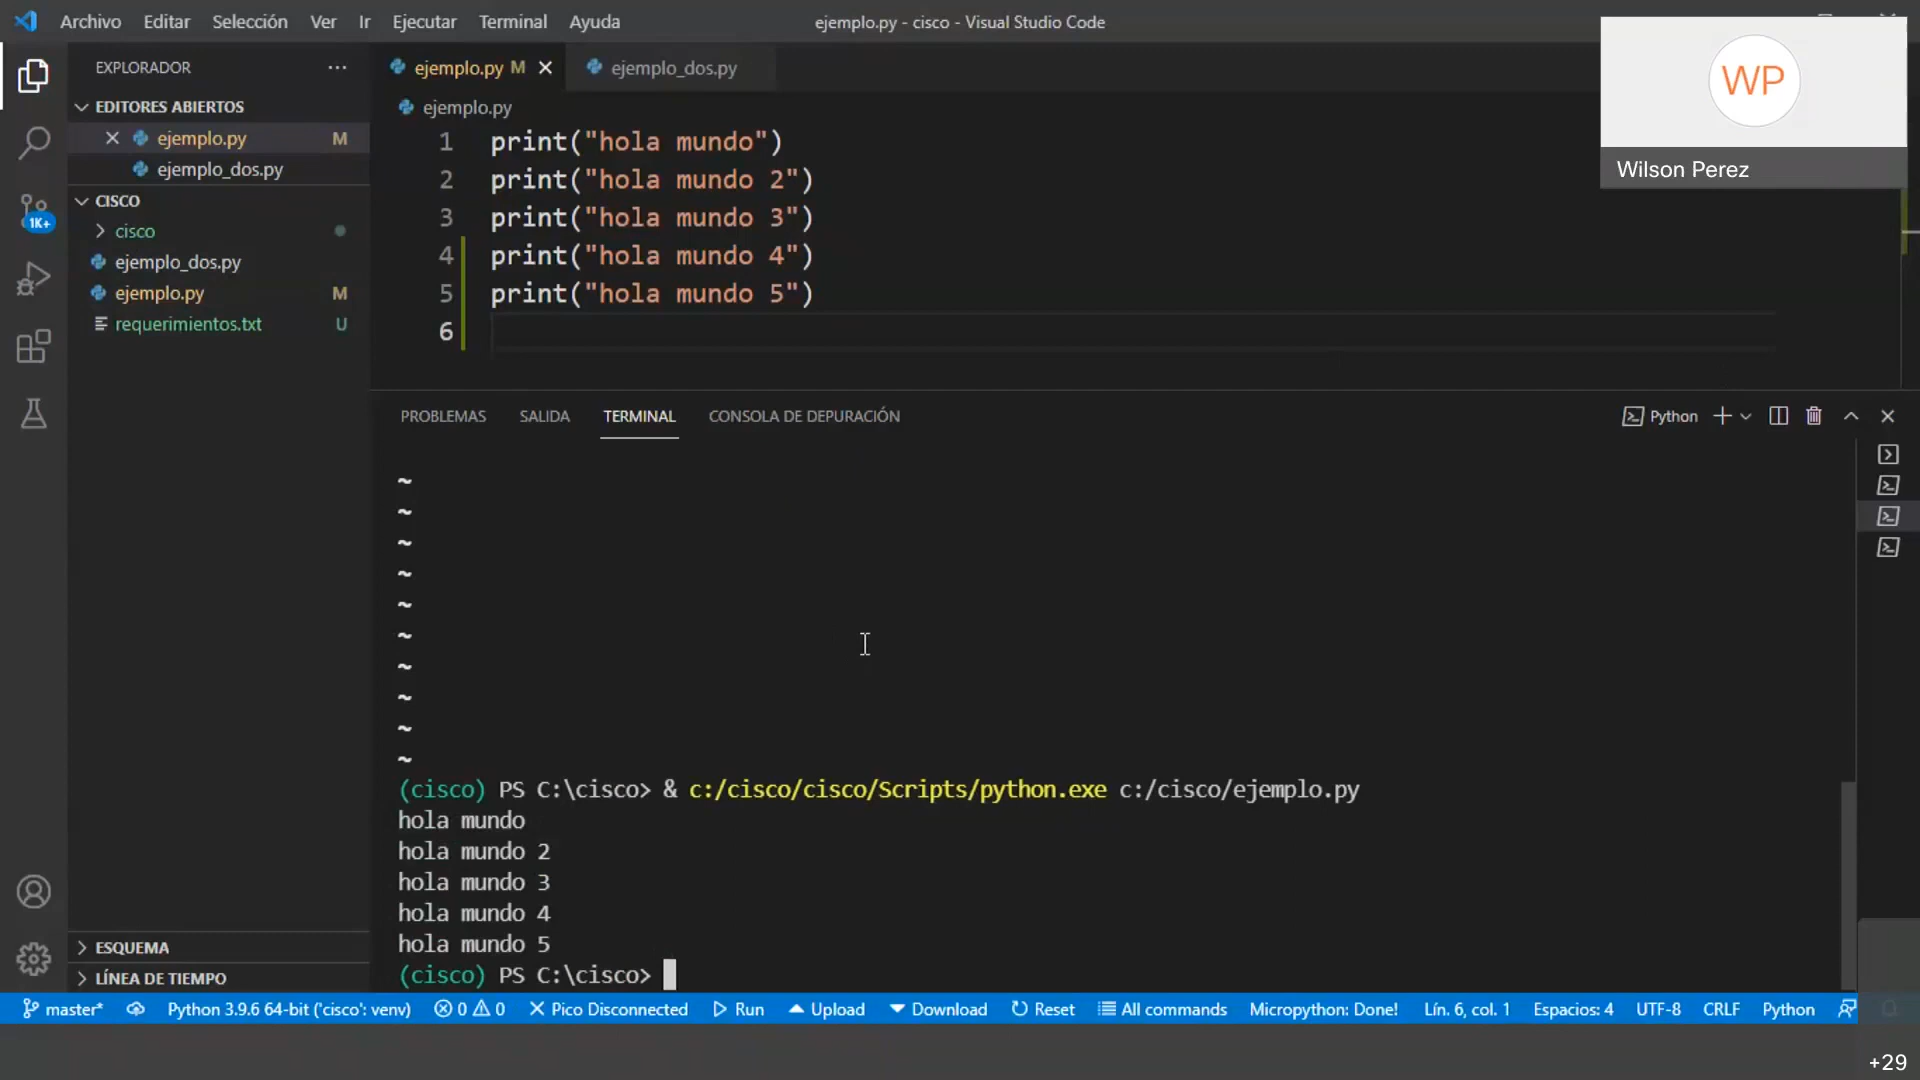 Archivo Editar Selección Ver Ir Ejecutar Terminal Ayuda
ejemplo.py - cisco - Visual Studio Code
WP
Wilson Perez
EXPLORADOR
EDITORES ABIERTOS
ejemplo.py M
ejemplo_dos.py
CISCO
cisco
ejemplo_dos.py
ejemplo.py M
requerimientos.txt U
1K+
ESQUEMA
LÍNEA DE TIEMPO
ejemplo.py M ejemplo_dos.py
ejemplo.py
1 print("hola mundo")
2 print("hola mundo 2")
3 print("hola mundo 3")
4 print("hola mundo 4")
5 print("hola mundo 5")
6
PROBLEMAS SALIDA TERMINAL CONSOLA DE DEPURACIÓN
Python
~
~
~
~
~
~
~
~
~
~
(cisco) PS C:\cisco> & c:/cisco/cisco/Scripts/python.exe c:/cisco/ejemplo.py
hola mundo
hola mundo 2
hola mundo 3
hola mundo 4
hola mundo 5
(cisco) PS C:\cisco>
master* Python 3.9.6 64-bit ('cisco': venv) 0 0 Pico Disconnected Run Upload Download Reset All commands Micropython: Done! Lín. 6, col. 1 Espacios: 4 UTF-8 CRLF Python
+29